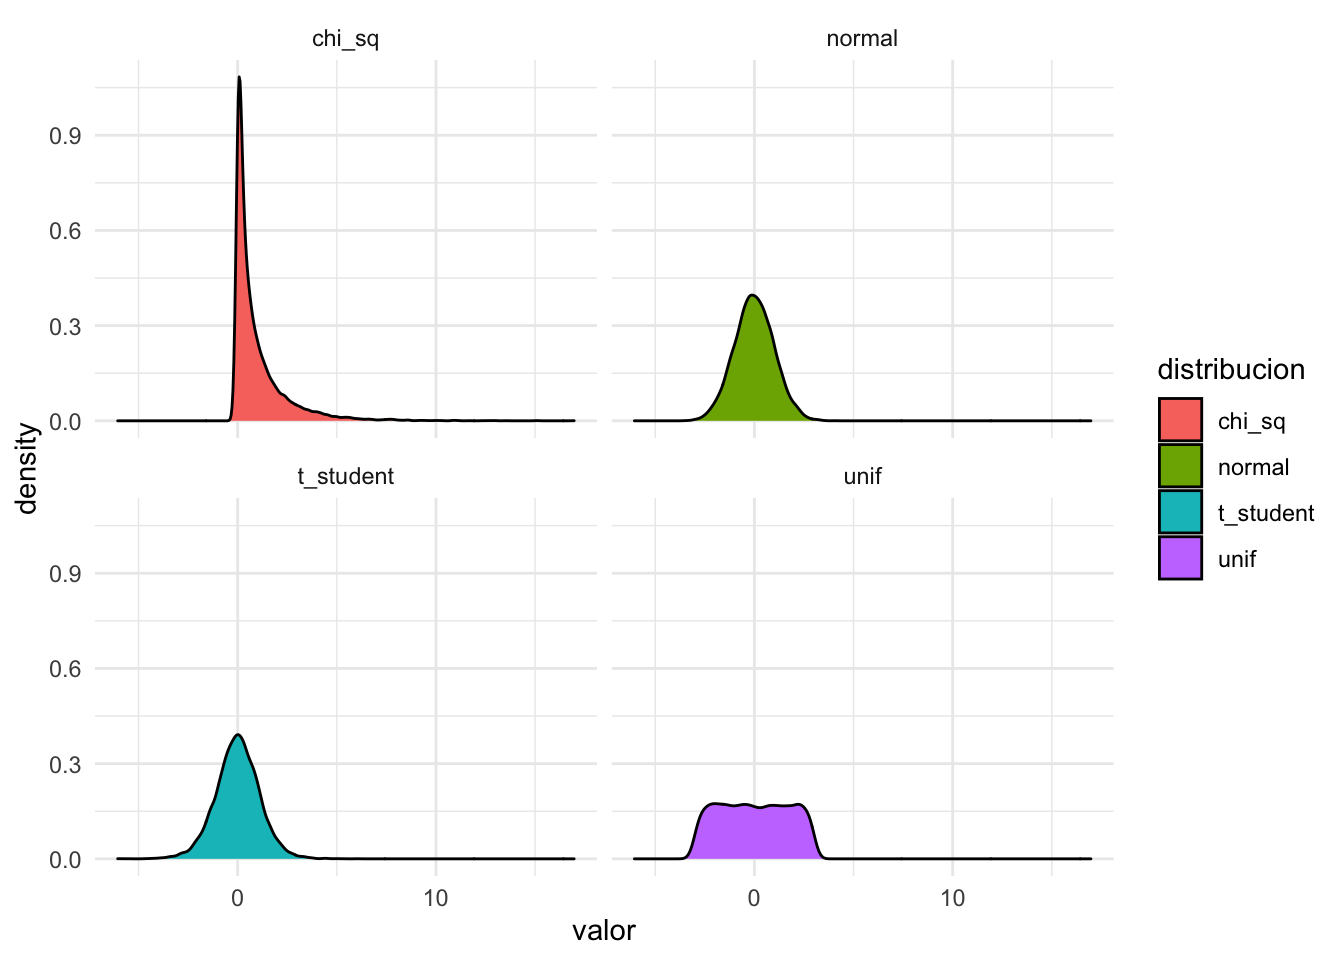 chi_sq
normal
0.9
0.6
0.3
0.0
t_student
unif
0.9
0.6
0.3
0.0
0
10
0
10
valor
density
distribucion
chi_sq
normal
t_student
unif